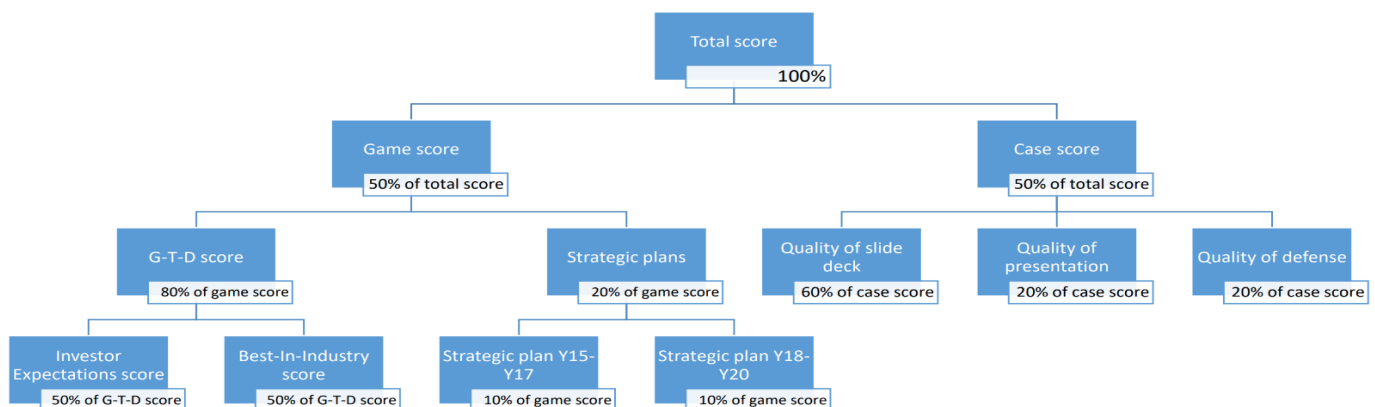 Total score
100%
Game score
50% of total score
Case score
50% of total score
G-T-D score
80% of game score
Strategic plans
20% of game score
Quality of slide
deck
60% of case score
Quality of
presentation
20% of case score
Quality of defense
20% of case score
Investor
Expectations score
50% of G-T-D score
Best-In-Industry
score
50% of G-T-D score
Strategic plan Y15-
Y17
10% of game score
Strategic plan Y18-
Y20
10% of game score